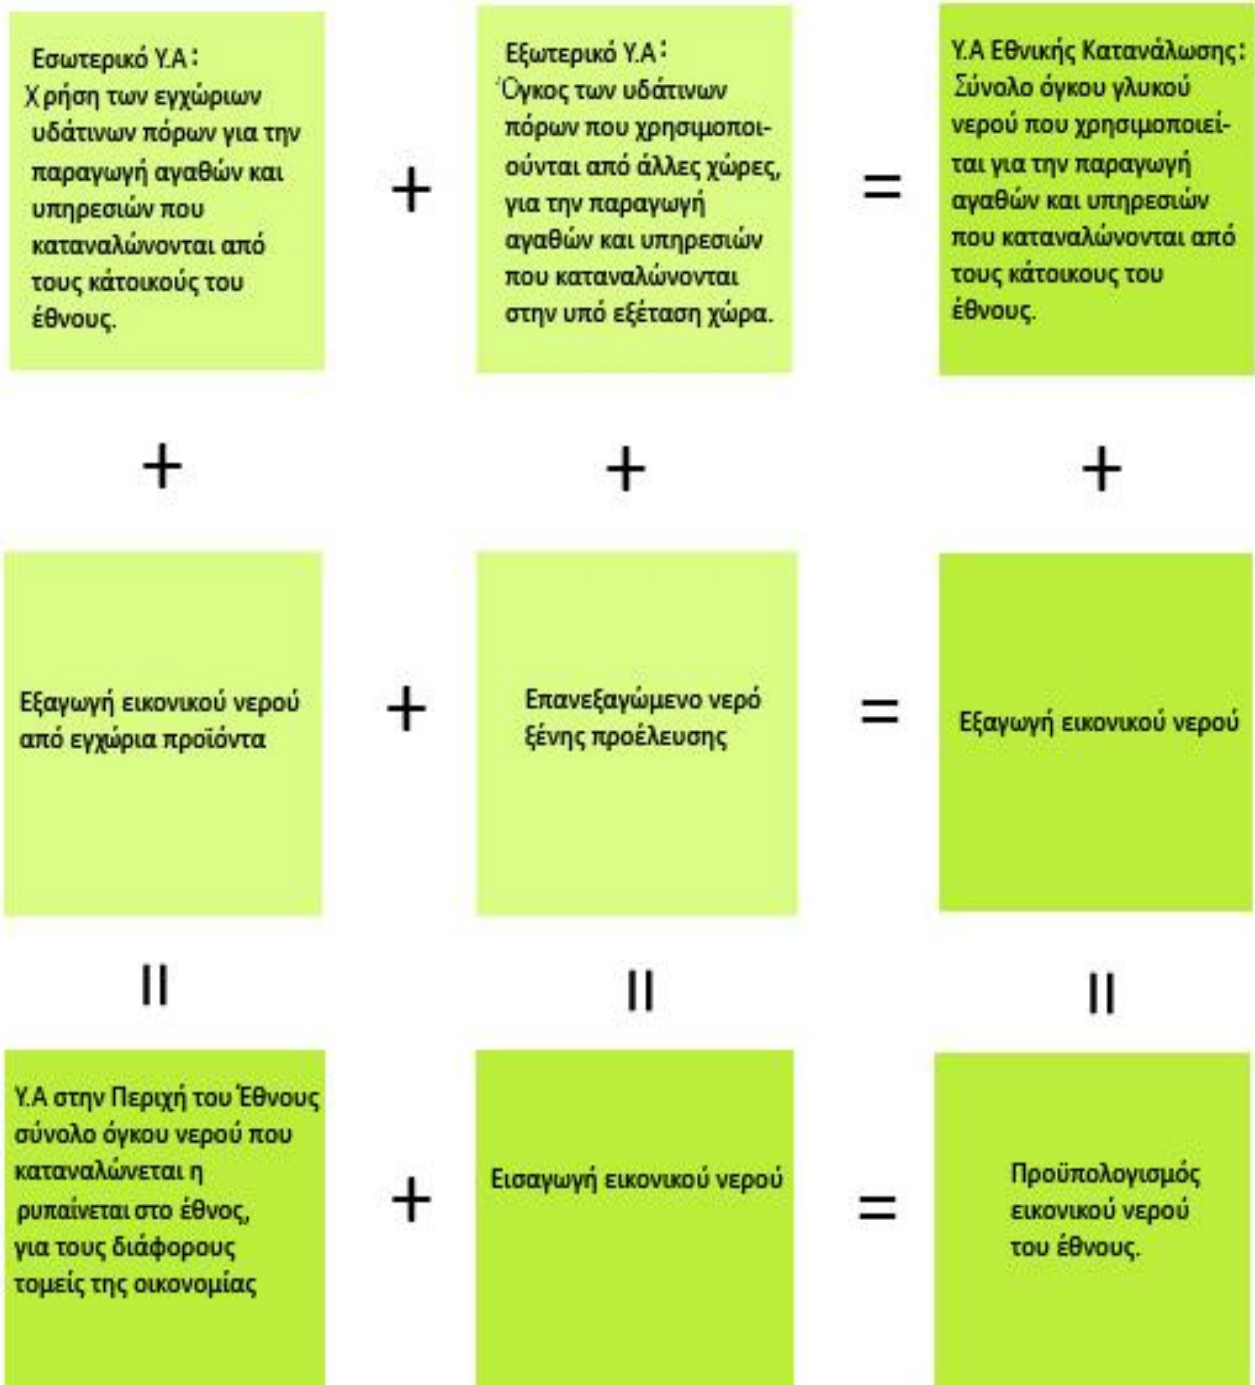 Εσωτερικό Υ.Α:
Χρήση των εγχώριων
υδάτινων πόρων για την
παραγωγή αγαθών και
υπηρεσιών που
καταναλώνονται από
τους κάτοικούς του
έθνους.
+
Εξωτερικό Υ.Α:
Όγκος των υδάτινων
πόρων που χρησιμοποι-
ούνται από άλλες χώρες,
για την παραγωγή
αγαθών και υπηρεσιών
που καταναλώνονται
στην υπό εξέταση χώρα.
=
Υ.Α Εθνικής Κατανάλωσης:
Σύνολο όγκου γλυκού
νερού που χρησιμοποιεί-
ται για την παραγωγή
αγαθών και υπηρεσιών
που καταναλώνονται από
τους κάτοικους του
έθνους.
+
+
+
Εξαγωγή εικονικού νερού
από εγχώρια προϊόντα
+
Επανεξαγώμενο νερό
ξένης προέλευσης
=
Εξαγωγή εικονικού νερού
=
=
=
Υ.Α στην Περιχή του Έθνους
σύνολο όγκου νερού που
καταναλώνεται η
ρυπαίνεται στο έθνος,
για τους διάφορους
τομείς της οικονομίας
+
Εισαγωγή εικονικού νερού
=
Προϋπολογισμός
εικονικού νερού
του έθνους.